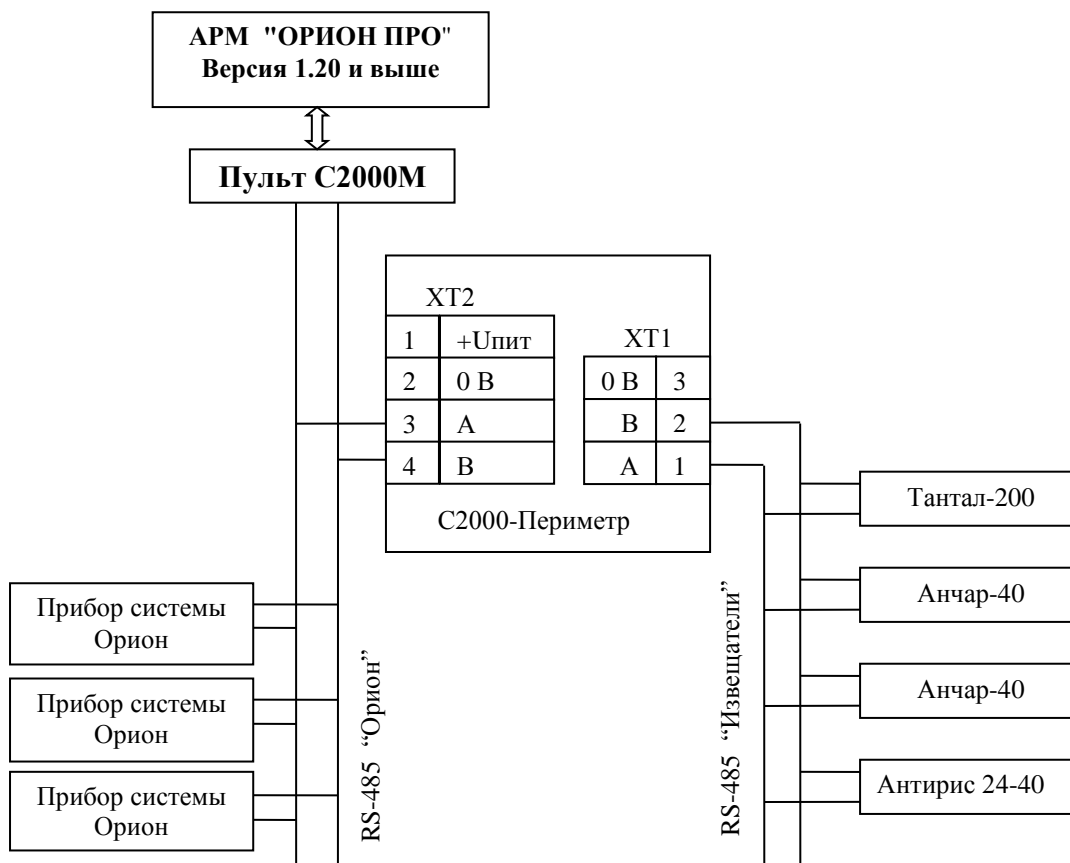 АРМ "ОРИОН ПРО"
Версия 1.20 и выше
Пульт С2000М
ХТ2
1 +Uпит
2 0 В
3 А
4 В
ХТ1
0 В 3
В 2
А 1
С2000-Периметр
Тантал-200
Анчар-40
Анчар-40
Антирис 24-40
Прибор системы
Орион
Прибор системы
Орион
Прибор системы
Орион
RS-485 “Орион”
RS-485 “Извещатели”